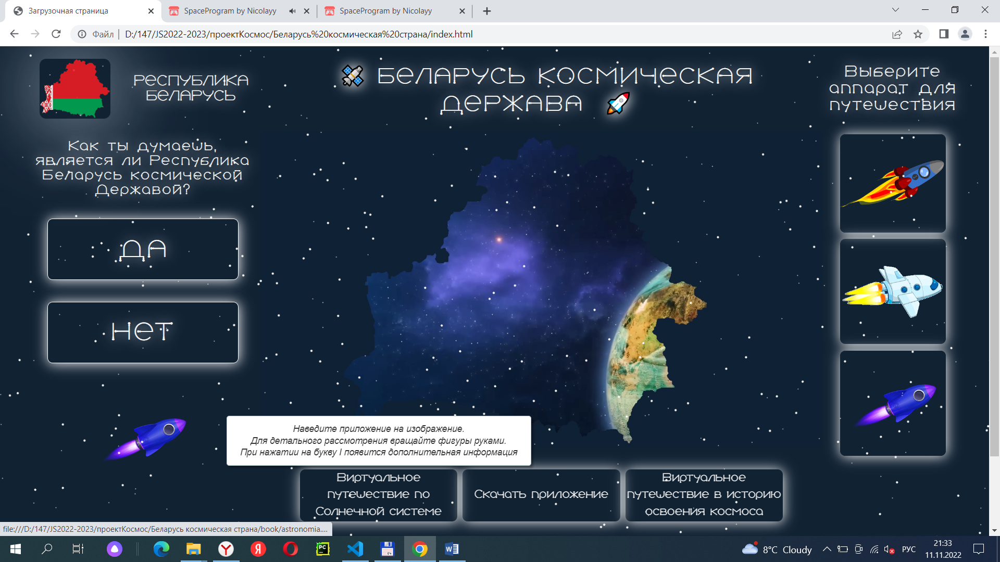 Загрузочная страница
SpaceProgram by Nicolayy
SpaceProgram by Nicolayy
Файл
D:/147/JS2022-2023/проектКосмос/Беларусь%20космическая%20страна/index.html
РЕСПУБЛИКА
БЕЛАРУСЬ
БЕЛАРУСЬ КОСМИЧЕСКАЯ
ДЕРЖАВА
Выберите
аппарат для
путешествия
Как ты думаешь,
является ли Республика
Беларусь космической
Державой?
ДА
НЕТ
Наведите приложение на изображение.
Для детального рассмотрения вращайте фигуры руками.
При нажатии на букву I появится дополнительная информация
Виртуальное
путешествие по
Солнечной системе
Скачать приложение
Виртуальное
путешествие в историю
освоения космоса
file:///D:/147/JS2022-2023/проектКосмос/Беларусь космическая страна/book/astronomia....
PC
64
8°C Cloudy
РУС
21:33
11.11.2022